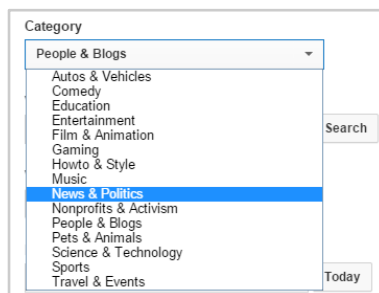 Category
People & Blogs
Autos & Vehicles
Comedy
Education
Entertainment
Film & Animation
Search
Gaming
Howto & Style
Music
News & Politics
Nonprofits & Activism
People & Blogs
Pets & Animals
Science & Technology
Sports
Today
Travel & Events